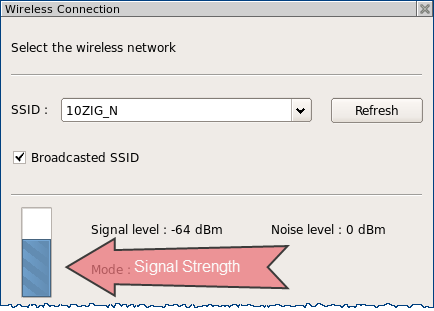 Wireless Connection
Select the wireless network
SSID : 10ZIG_N Refresh
Broadcasted SSID
Signal level : -64 dBm Noise level : 0 dBm
Mode : Signal Strength